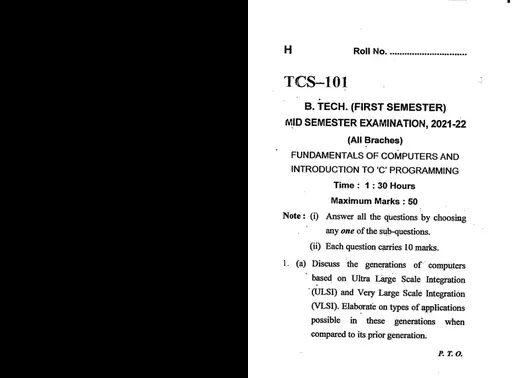 H Roll No. ..............................
TCS–101
B. TECH. (FIRST SEMESTER)
MID SEMESTER EXAMINATION, 2021-22
(All Braches)
FUNDAMENTALS OF COMPUTERS AND
INTRODUCTION TO 'C' PROGRAMMING
Time : 1 : 30 Hours
Maximum Marks : 50
Note : (i) Answer all the questions by choosing
any one of the sub-questions.
(ii) Each question carries 10 marks.
1. (a) Discuss the generations of computers
based on Ultra Large Scale Integration
(ULSI) and Very Large Scale Integration
(VLSI). Elaborate on types of applications
possible in these generations when
compared to its prior generation.
P. T. O.